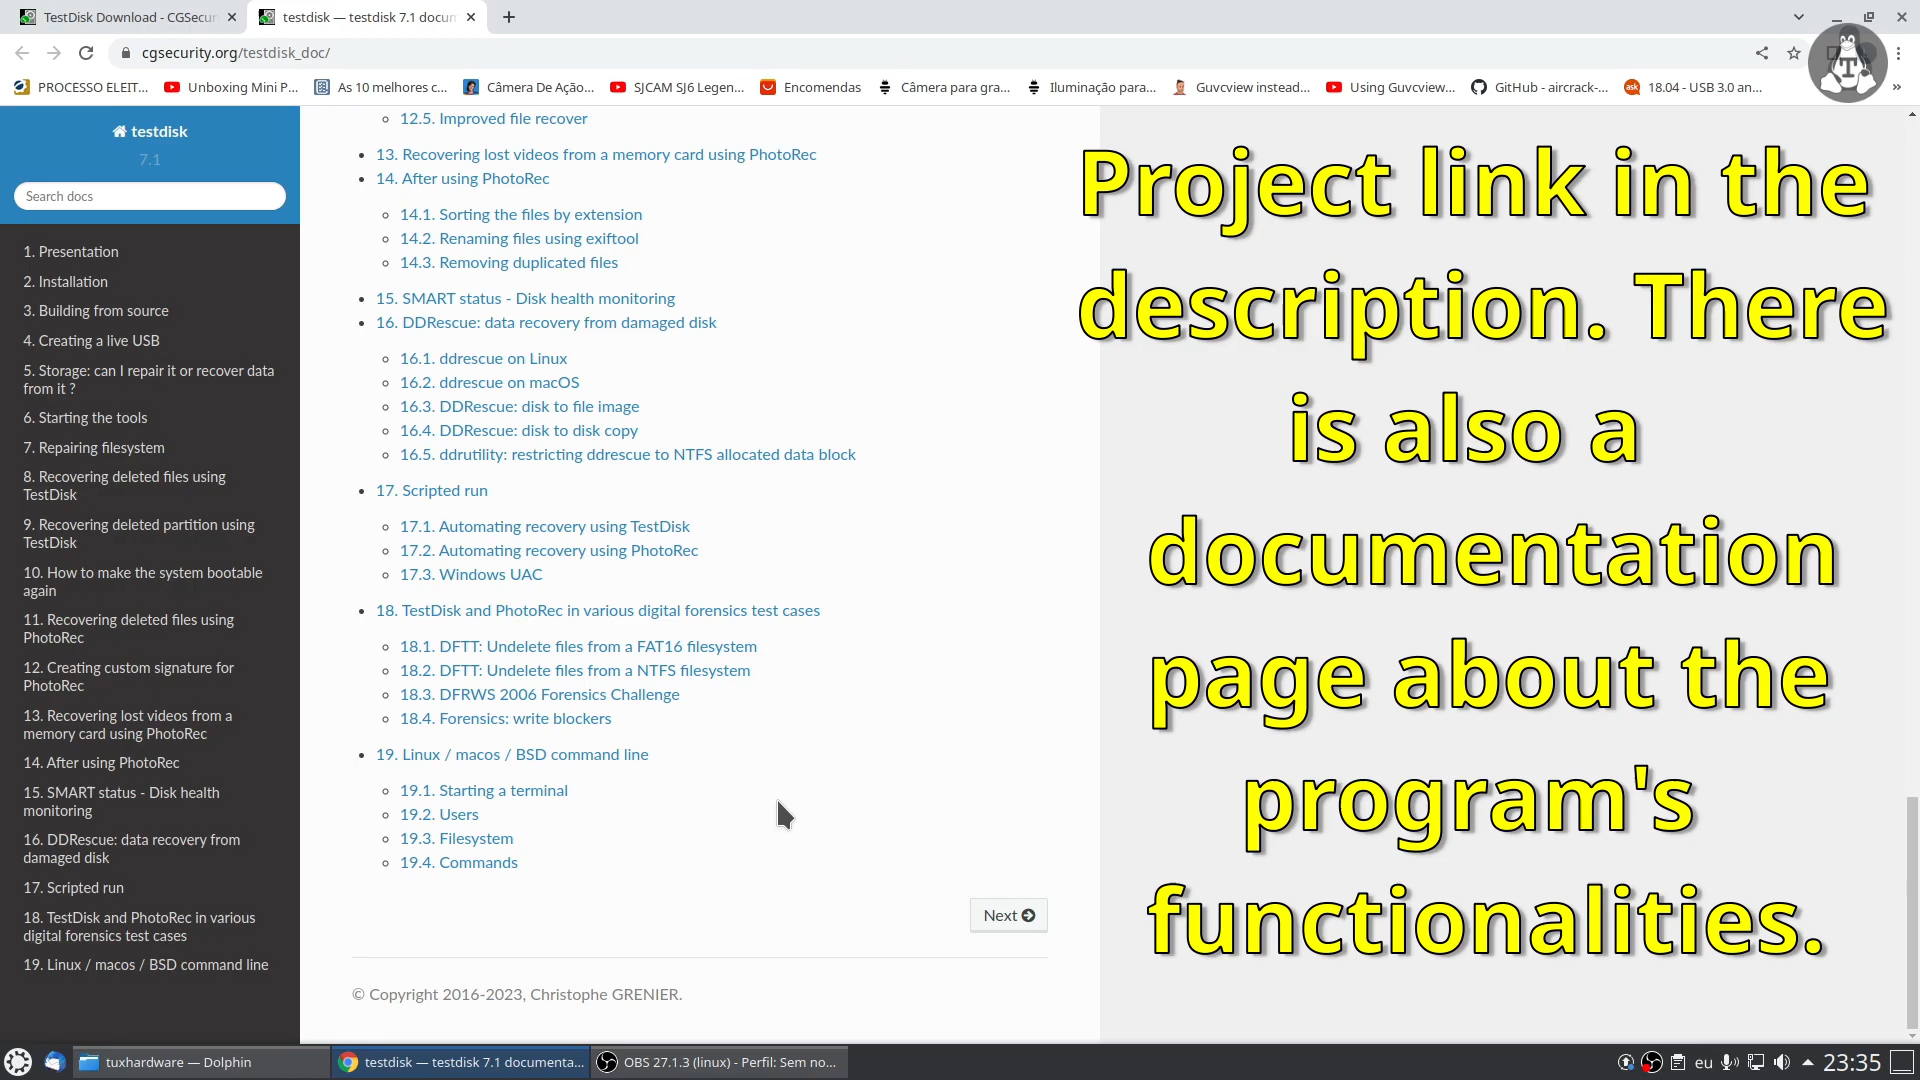 TestDisk Download - CGSecur
testdisk — testdisk 7.1 docum
cgsecurity.org/testdisk_doc/
PROCESSO ELEIT...
Unboxing Mini P...
As 10 melhores c...
Câmera De Ação...
SJCAM SJ6 Legen...
Encomendas
Câmera para gra...
Iluminação para...
Guvcview instead...
Using Guvcview...
GitHub - aircrack-...
18.04 - USB 3.0 an...
»
testdisk
7.1
Search docs
1. Presentation
2. Installation
3. Building from source
4. Creating a live USB
5. Storage: can I repair it or recover data
from it ?
6. Starting the tools
7. Repairing filesystem
8. Recovering deleted files using
TestDisk
9. Recovering deleted partition using
TestDisk
10. How to make the system bootable
again
11. Recovering deleted files using
PhotoRec
12. Creating custom signature for
PhotoRec
13. Recovering lost videos from a
memory card using PhotoRec
14. After using PhotoRec
15. SMART status - Disk health
monitoring
16. DDRescue: data recovery from
damaged disk
17. Scripted run
18. TestDisk and PhotoRec in various
digital forensics test cases
19. Linux / macos / BSD command line
12.5. Improved file recover
13. Recovering lost videos from a memory card using PhotoRec
14. After using PhotoRec
14.1. Sorting the files by extension
14.2. Renaming files using exiftool
14.3. Removing duplicated files
15. SMART status - Disk health monitoring
16. DDRescue: data recovery from damaged disk
16.1. ddrescue on Linux
16.2. ddrescue on macOS
16.3. DDRescue: disk to file image
16.4. DDRescue: disk to disk copy
16.5. ddrutility: restricting ddrescue to NTFS allocated data block
17. Scripted run
17.1. Automating recovery using TestDisk
17.2. Automating recovery using PhotoRec
17.3. Windows UAC
18. TestDisk and PhotoRec in various digital forensics test cases
18.1. DFTT: Undelete files from a FAT16 filesystem
18.2. DFTT: Undelete files from a NTFS filesystem
18.3. DFRWS 2006 Forensics Challenge
18.4. Forensics: write blockers
19. Linux / macos / BSD command line
19.1. Starting a terminal
19.2. Users
19.3. Filesystem
19.4. Commands
Next
© Copyright 2016-2023, Christophe GRENIER.
Project link in the
description. There
is also a
documentation
page about the
program's
functionalities.
T
tuxhardware — Dolphin
testdisk — testdisk 7.1 documenta...
OBS 27.1.3 (linux) - Perfil: Sem no...
eu
23:35